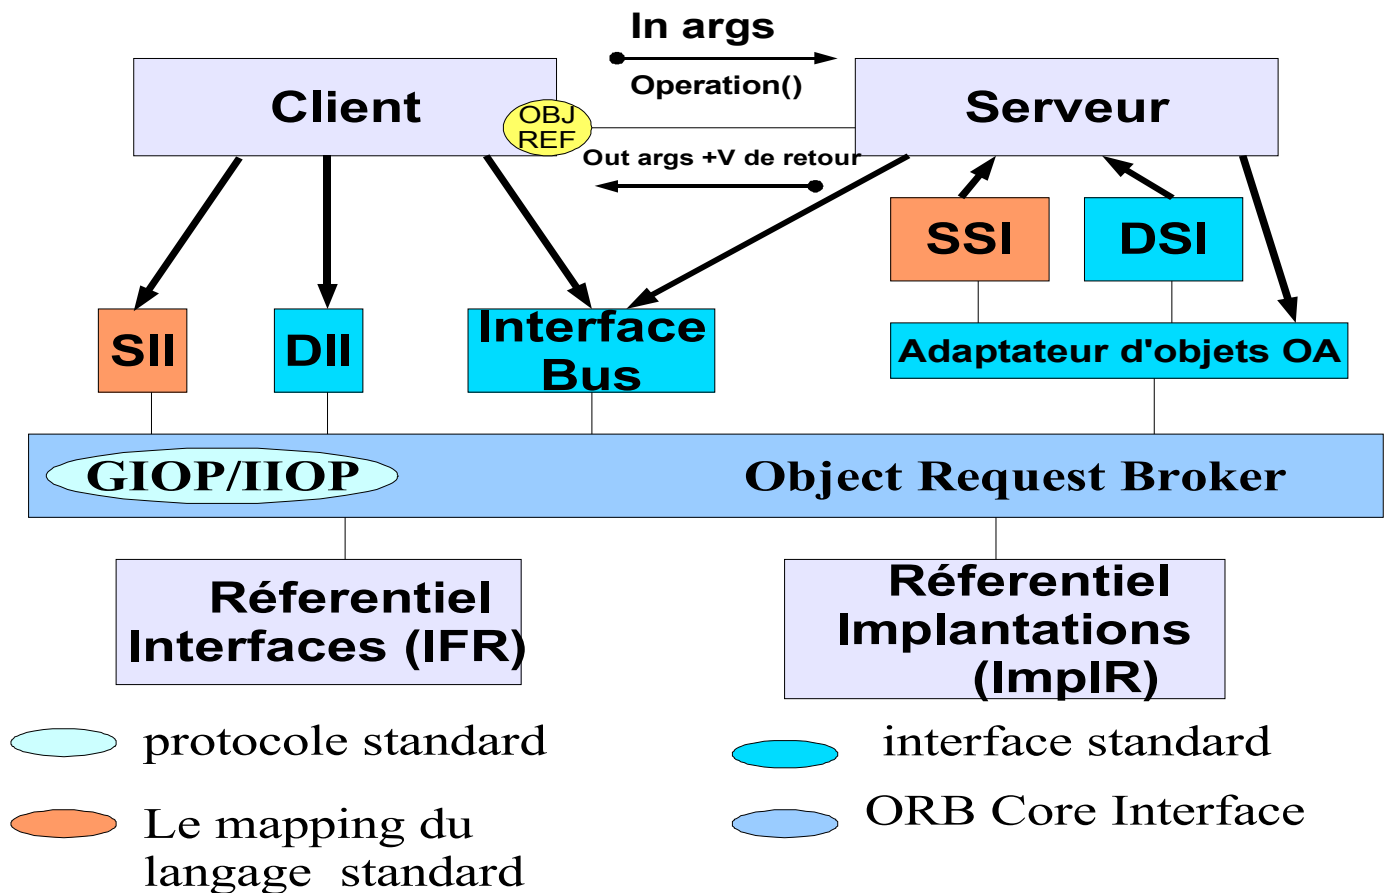 In args
Operation()
Client
OBJ
REF
Serveur
Out args +V de retour
SSI
DSI
SII
DII
Interface
Bus
Adaptateur d'objets OA
GIOP/IIOP
Object Request Broker
Réferentiel
Interfaces (IFR)
Réferentiel
Implantations
(ImplR)
protocole standard
interface standard
Le mapping du
langage standard
ORB Core Interface